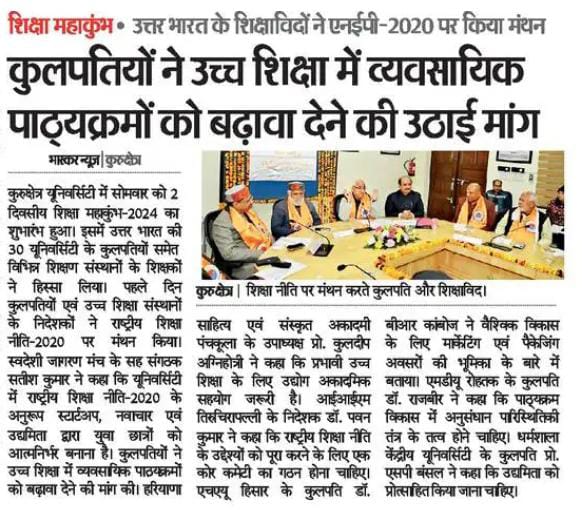 शिक्षा महाकुंभ • उत्तर भारत के शिक्षाविदों ने एनईपी-2020 पर किया मंथन
कुलपतियों ने उच्च शिक्षा में व्यवसायिक
पाठ्यक्रमों को बढ़ावा देने की उठाई मांग
भास्कर न्यूज | कुरुक्षेत्र
कुरुक्षेत्र यूनिवर्सिटी में सोमवार को 2
दिवसीय शिक्षा महाकुंभ-2024 का
शुभारंभ हुआ। इसमें उत्तर भारत की
30 यूनिवर्सिटी के कुलपतियों समेत
विभिन्न शिक्षण संस्थानों के शिक्षकों
ने हिस्सा लिया। पहले दिन
कुलपतियों एवं उच्च शिक्षा संस्थानों
के निदेशकों ने राष्ट्रीय शिक्षा
नीति-2020 पर मंथन किया।
स्वदेशी जागरण मंच के सह संगठक
सतीश कुमार ने कहा कि यूनिवर्सिटी
में राष्ट्रीय शिक्षा नीति-2020 के
अनुरूप स्टार्टअप, नवाचार एवं
उद्यमिता द्वारा युवा छात्रों को
आत्मनिर्भर बनाना है। कुलपतियों ने
उच्च शिक्षा में व्यवसायिक पाठयक्रमों
को बढ़ावा देने की मांग की। हरियाणा
कुरुक्षेत्र | शिक्षा नीति पर मंथन करते कुलपति और शिक्षाविद।
साहित्य एवं संस्कृत अकादमी
पंचकूला के उपाध्यक्ष प्रो. कुलदीप
अग्निहोत्री ने कहा कि प्रभावी उच्च
शिक्षा के लिए उद्योग अकादमिक
सहयोग जरूरी है। आईआईएम
तिरुचिरापल्ली के निदेशक डॉ. पवन
कुमार ने कहा कि राष्ट्रीय शिक्षा नीति
के उद्देश्यों को पूरा करने के लिए एक
कोर कमेटी का गठन होना चाहिए।
एचएयू हिसार के कुलपति डॉ.
बीआर कांबोज ने वैश्विक विकास
के लिए मार्केटिंग एवं पैकेजिंग
अवसरों की भूमिका के बारे में
बताया। एमडीयू रोहतक के कुलपति
डॉ. राजबीर ने कहा कि पाठ्यक्रम
विकास में अनुसंधान पारिस्थितिकी
तंत्र के तत्व होने चाहिए। धर्मशाला
केंद्रीय यूनिवर्सिटी के कुलपति प्रो.
एसपी बंसल ने कहा कि उद्यमिता को
प्रोत्साहित किया जाना चाहिए।